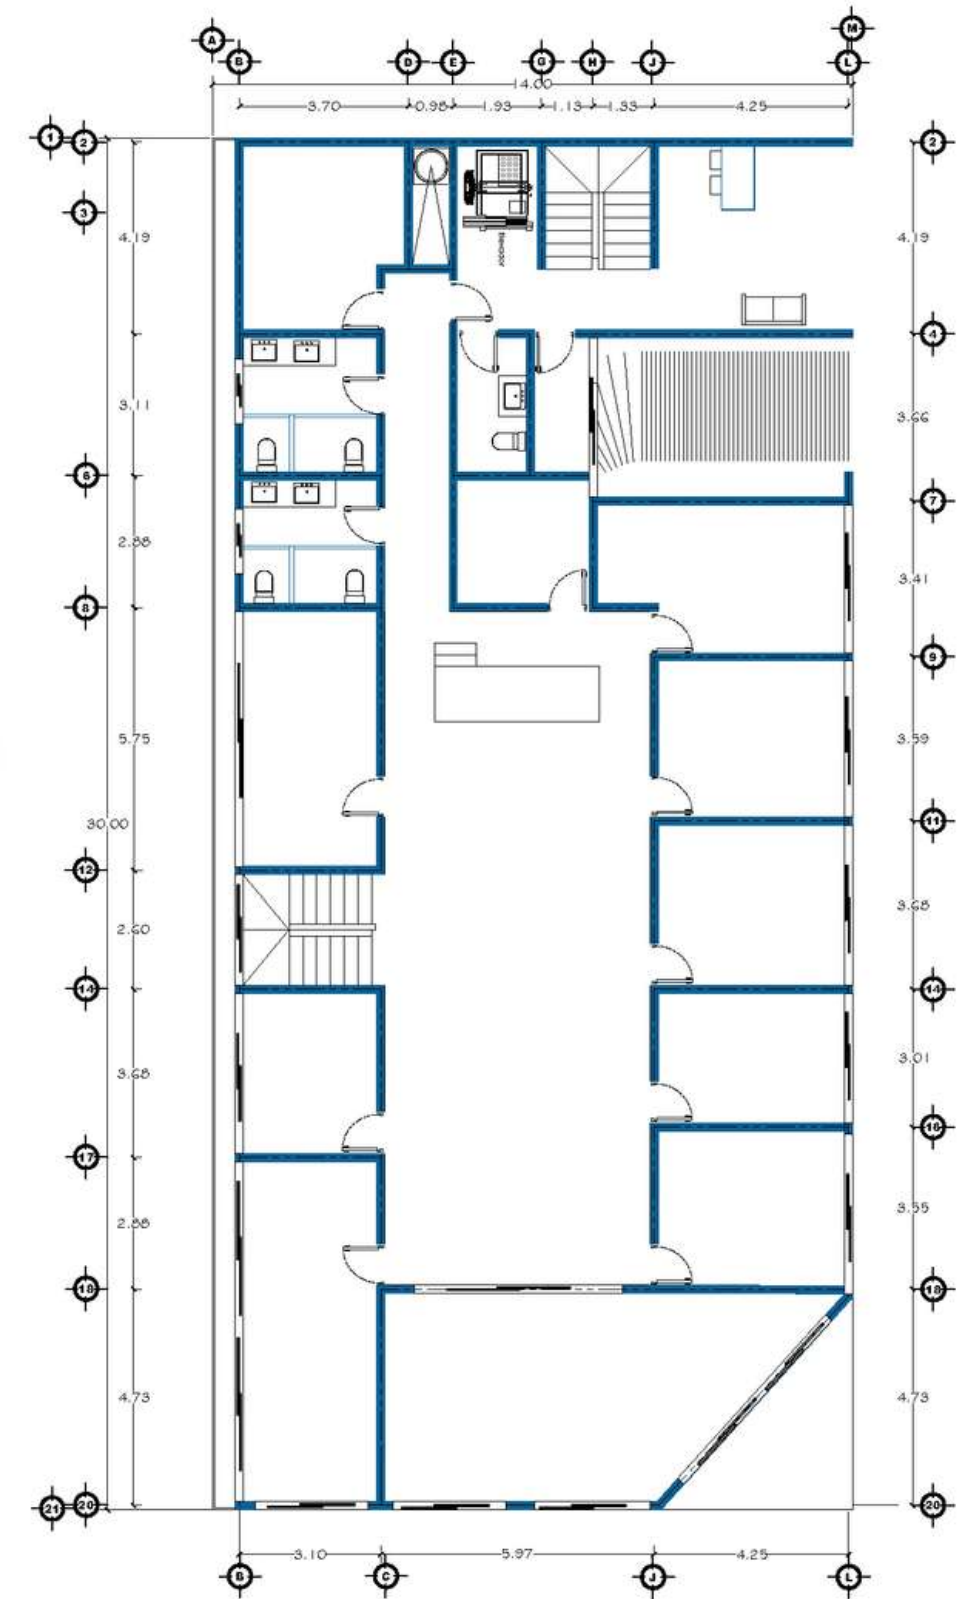 M
A
B D E G H J L
14.00
3.70 0.98 1.93 1.13 1.33 4.25
1 2 2
3
4.19 4.19
Elevador
4
3.11 3.66
6
7
2.88 3.41
8
9
5.75 3.59
11
30.00
12
2.60 3.68
14 14
3.68 3.01
16
17
2.88 3.55
18 18
4.73 4.73
21 20 20
3.10 5.97 4.25
B C J L